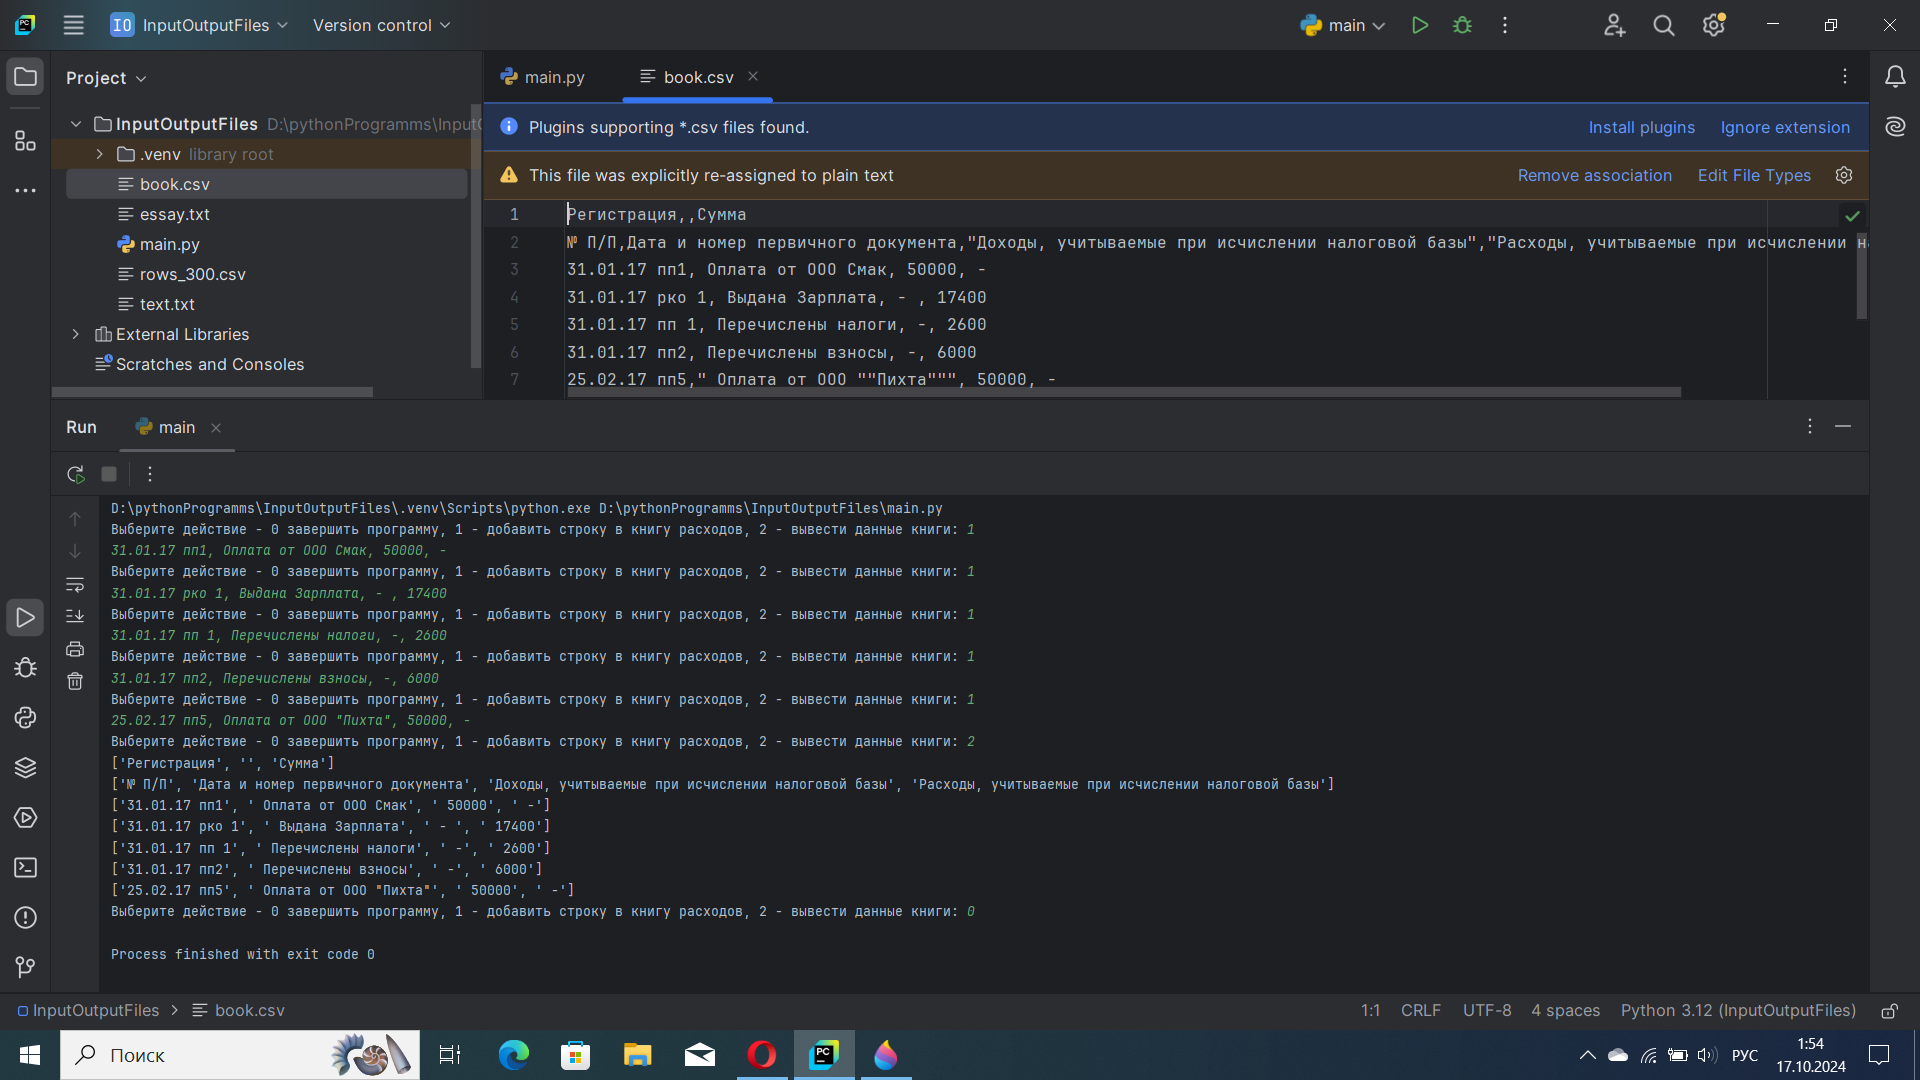 IO InputOutputFiles Version control main
Project
main.py book.csv
InputOutputFiles D:\pythonProgramms\Input
.venv library root
book.csv
essay.txt
main.py
rows_300.csv
text.txt
External Libraries
Scratches and Consoles
Plugins supporting *.csv files found. Install plugins Ignore extension
This file was explicitly re-assigned to plain text Remove association Edit File Types
1 Регистрация,,Сумма
2 № П/П,Дата и номер первичного документа,"Доходы, учитываемые при исчислении налоговой базы","Расходы, учитываемые при исчислении
3 31.01.17 пп1, Оплата от ООО Смак, 50000, -
4 31.01.17 рко 1, Выдана Зарплата, - , 17400
5 31.01.17 пп 1, Перечислены налоги, -, 2600
6 31.01.17 пп2, Перечислены взносы, -, 6000
7 25.02.17 пп5," Оплата от ООО ""Пихта""", 50000, -
Run main
D:\pythonProgramms\InputOutputFiles\.venv\Scripts\python.exe D:\pythonProgramms\InputOutputFiles\main.py
Выберите действие - 0 завершить программу, 1 - добавить строку в книгу расходов, 2 - вывести данные книги: 1
31.01.17 пп1, Оплата от ООО Смак, 50000, -
Выберите действие - 0 завершить программу, 1 - добавить строку в книгу расходов, 2 - вывести данные книги: 1
31.01.17 рко 1, Выдана Зарплата, - , 17400
Выберите действие - 0 завершить программу, 1 - добавить строку в книгу расходов, 2 - вывести данные книги: 1
31.01.17 пп 1, Перечислены налоги, -, 2600
Выберите действие - 0 завершить программу, 1 - добавить строку в книгу расходов, 2 - вывести данные книги: 1
31.01.17 пп2, Перечислены взносы, -, 6000
Выберите действие - 0 завершить программу, 1 - добавить строку в книгу расходов, 2 - вывести данные книги: 1
25.02.17 пп5, Оплата от ООО "Пихта", 50000, -
Выберите действие - 0 завершить программу, 1 - добавить строку в книгу расходов, 2 - вывести данные книги: 2
['Регистрация', '', 'Сумма']
['№ П/П', 'Дата и номер первичного документа', 'Доходы, учитываемые при исчислении налоговой базы', 'Расходы, учитываемые при исчислении налоговой базы']
['31.01.17 пп1', ' Оплата от ООО Смак', ' 50000', ' -']
['31.01.17 рко 1', ' Выдана Зарплата', ' - ', ' 17400']
['31.01.17 пп 1', ' Перечислены налоги', ' -', ' 2600']
['31.01.17 пп2', ' Перечислены взносы', ' -', ' 6000']
['25.02.17 пп5', ' Оплата от ООО "Пихта"', ' 50000', ' -']
Выберите действие - 0 завершить программу, 1 - добавить строку в книгу расходов, 2 - вывести данные книги: 0
Process finished with exit code 0
InputOutputFiles book.csv 1:1 CRLF UTF-8 4 spaces Python 3.12 (InputOutputFiles)
Поиск PC РУС 1:54
17.10.2024